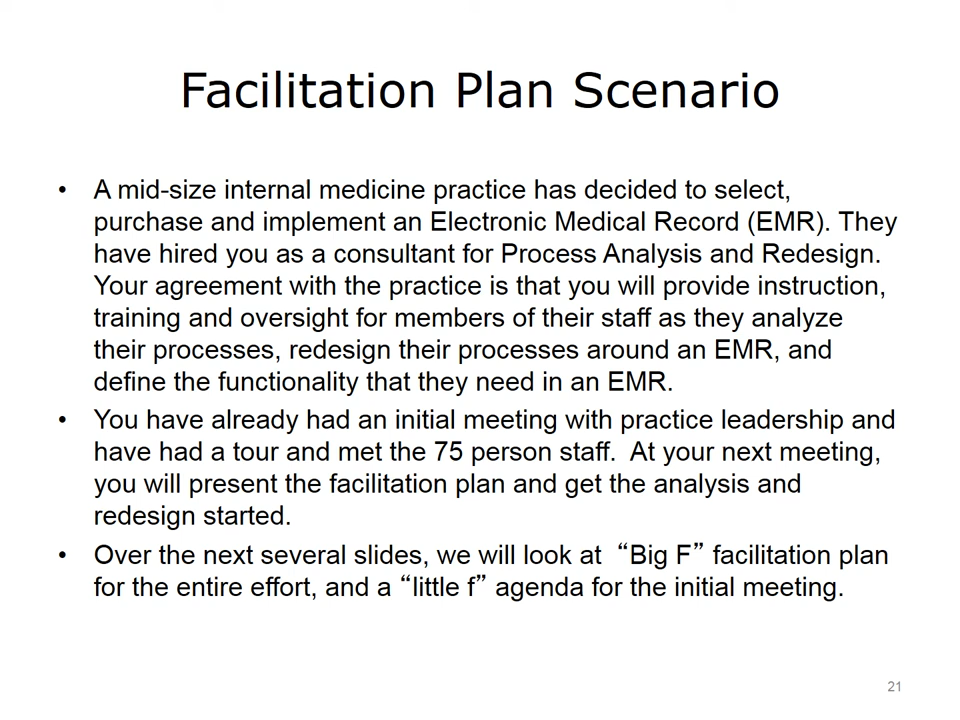 Facilitation Plan Scenario
• A mid-size internal medicine practice has decided to select,
purchase and implement an Electronic Medical Record (EMR). They
have hired you as a consultant for Process Analysis and Redesign.
Your agreement with the practice is that you will provide instruction,
training and oversight for members of their staff as they analyze
their processes, redesign their processes around an EMR, and
define the functionality that they need in an EMR.
• You have already had an initial meeting with practice leadership and
have had a tour and met the 75 person staff.  At your next meeting,
you will present the facilitation plan and get the analysis and
redesign started.
• Over the next several slides, we will look at “Big F” facilitation plan
for the entire effort, and a “little f” agenda for the initial meeting.
21